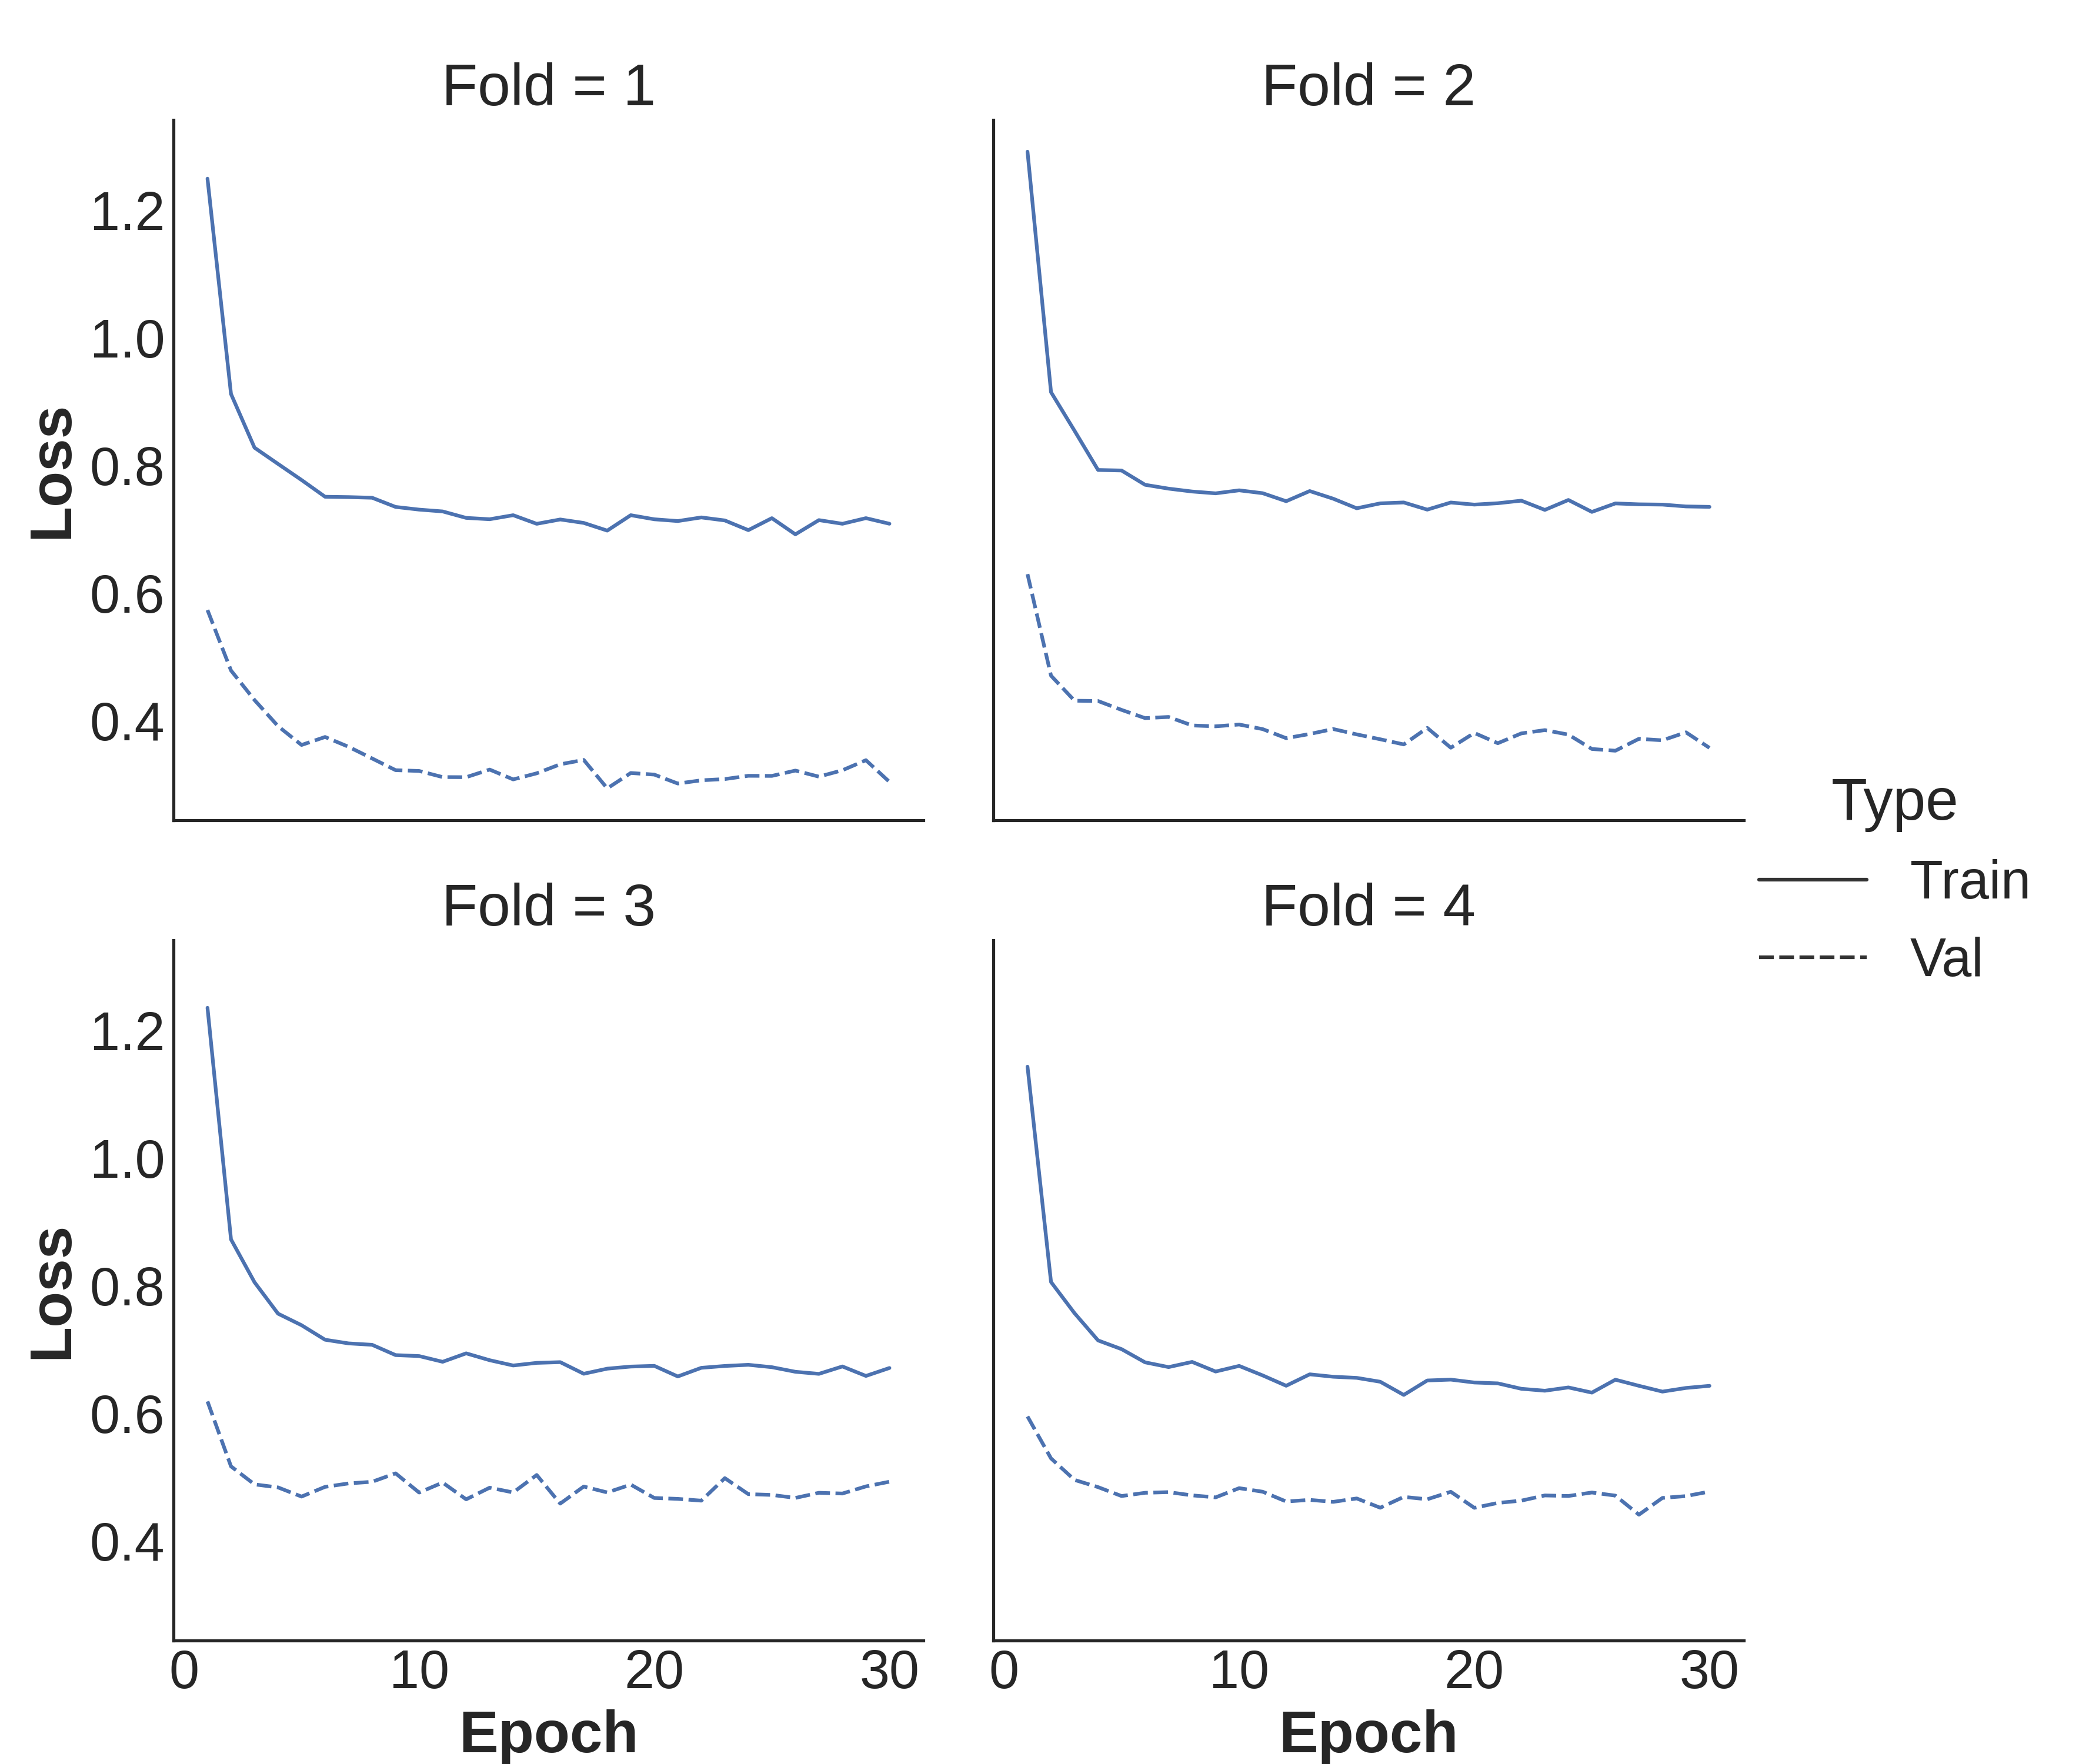 Fold = 1
Fold = 2
Loss
1.2
1.0
0.8
0.6
0.4
Type
Train
Val
Fold = 3
Fold = 4
Loss
1.2
1.0
0.8
0.6
0.4
0 10 20 30
0 10 20 30
Epoch
Epoch